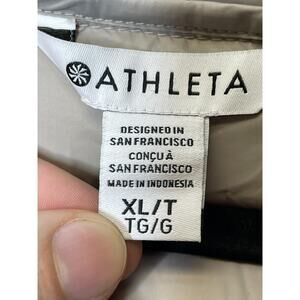 ATHLETA
DESIGNED IN
SAN FRANCISCO
CONÇU À
SAN FRANCISCO
MADE IN INDONESIA
XL/T
TG/G